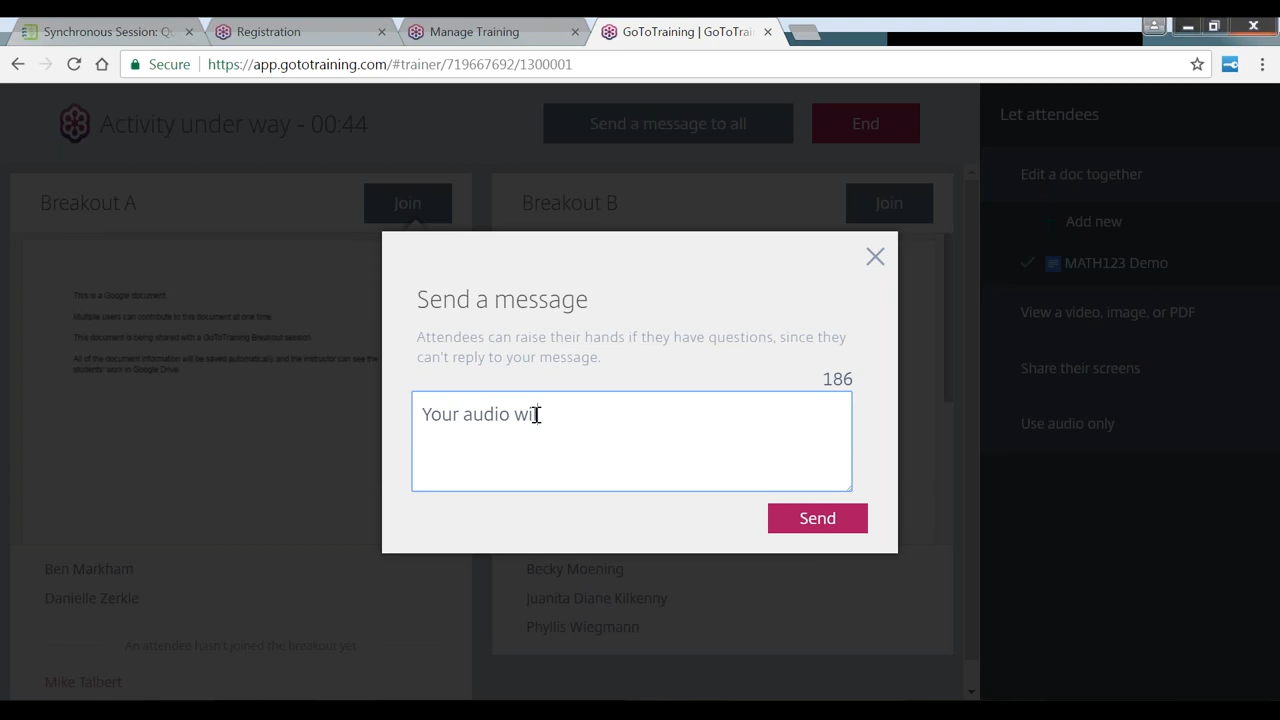 Synchronous Session: Qu
Registration
Manage Training
GoToTraining | GoToTrai
Secure
https://app.gototraining.com/#trainer/719667692/1300001
Activity under way - 00:44
Send a message to all
End
Let attendees
Breakout A
Join
Breakout B
Join
Edit a doc together
Add new
MATH123 Demo
View a video, image, or PDF
Share their screens
Use audio only
This is a Google document
Multiple users can contribute to this document at one time
This document is being shared with a GoToTraining Breakout session
All of the document information will be saved automatically and the instructor can see the
students' work in Google Drive.
Send a message
Attendees can raise their hands if they have questions, since they
can't reply to your message.
186
Your audio wil
Send
Ben Markham
Danielle Zerkle
An attendee hasn't joined the breakout yet
Mike Talbert
Becky Moening
Juanita Diane Kilkenny
Phyllis Wiegmann